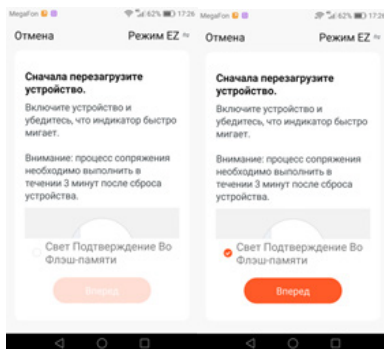 MegaFon
62% 17:26
Отмена
Режим EZ
Сначала перезагрузите
устройство.
Включите устройство и
убедитесь, что индикатор быстро
мигает.
Внимание: процесс сопряжения
необходимо выполнить в
течении 3 минут после сброса
устройства.
Свет Подтверждение Во
Флэш-памяти
Вперед
MegaFon
62% 17:26
Отмена
Режим EZ
Сначала перезагрузите
устройство.
Включите устройство и
убедитесь, что индикатор быстро
мигает.
Внимание: процесс сопряжения
необходимо выполнить в
течении 3 минут после сброса
устройства.
Свет Подтверждение Во
Флэш-памяти
Вперед